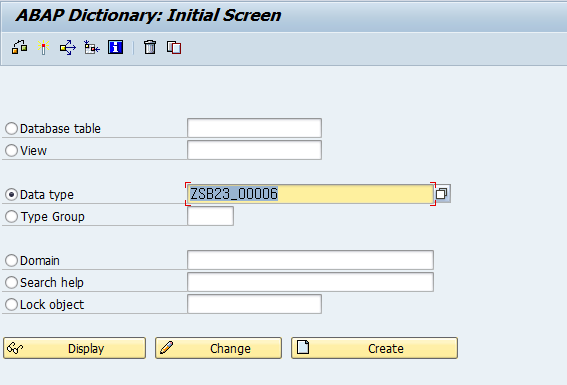 ABAP Dictionary: Initial Screen
Database table
View
Data type ZSB23_00006
Type Group
Domain
Search help
Lock object
Display Change Create